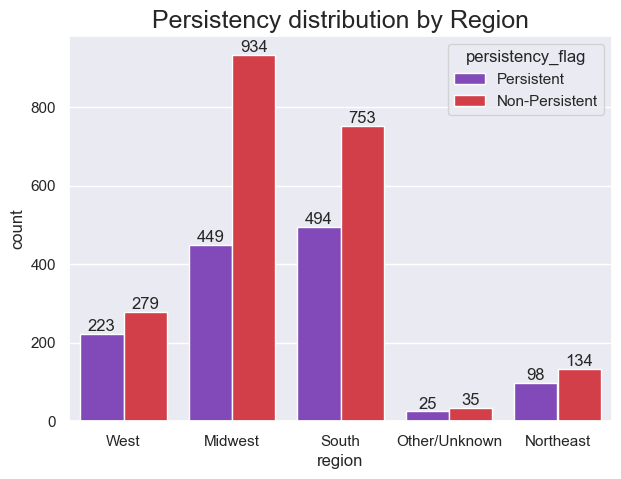 Persistency distribution by Region
persistency_flag
Persistent
Non-Persistent
count
800
600
400
200
0
223
279
449
934
494
753
25
35
98
134
West
Midwest
South
Other/Unknown
Northeast
region